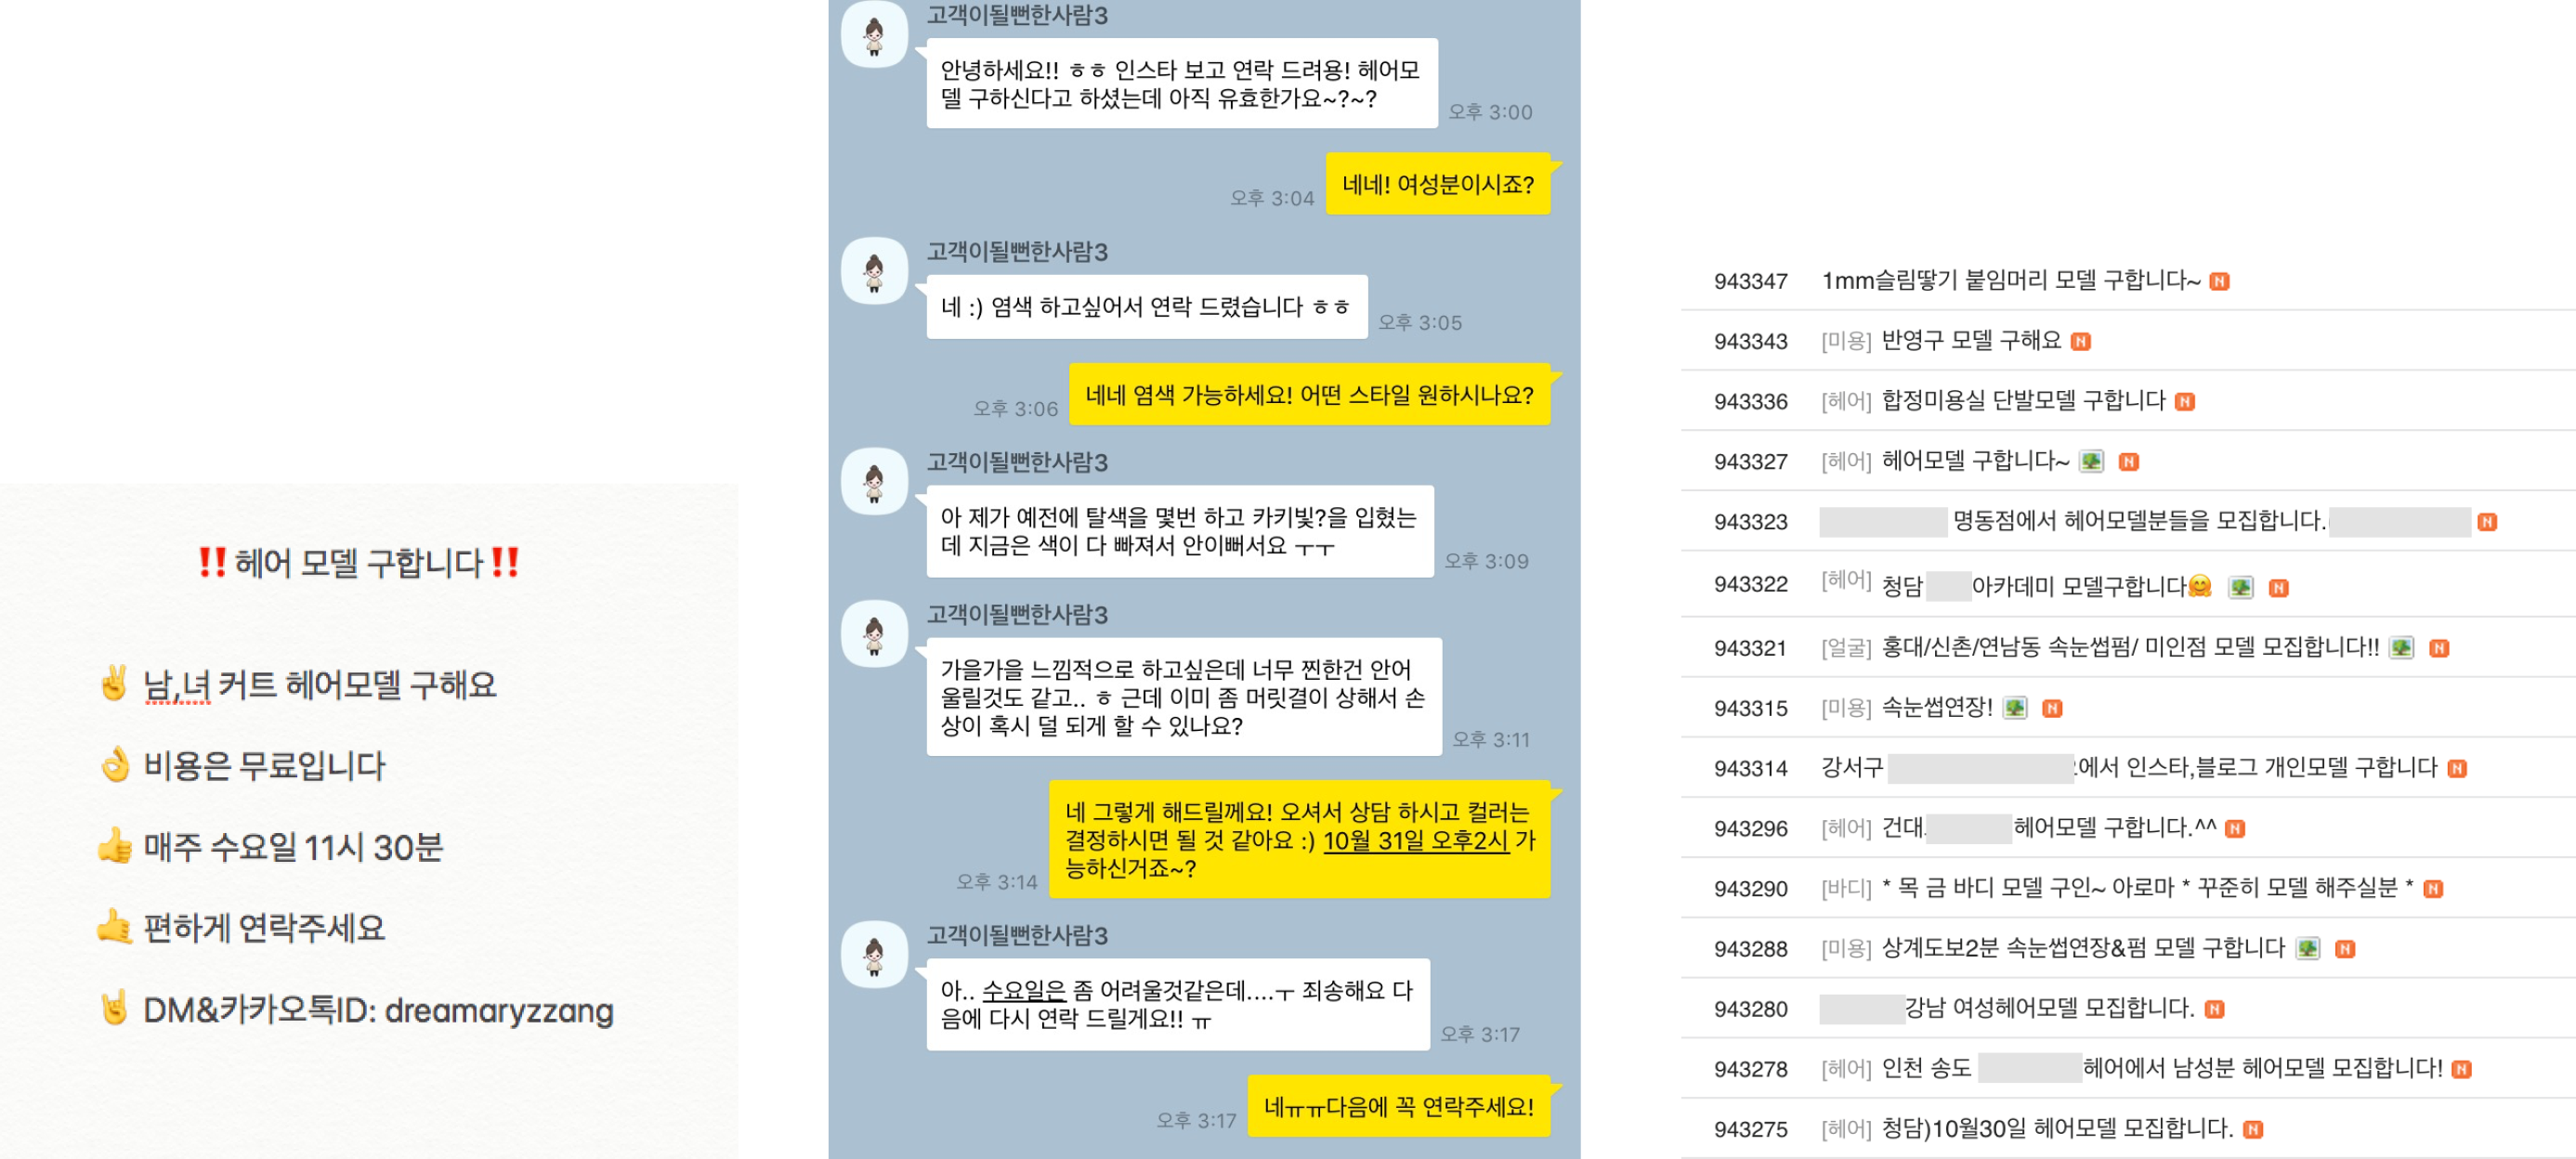 ‼️ 헤어 모델 구합니다 ‼️
✌️ 남,녀 커트 헤어모델 구해요
👌 비용은 무료입니다
👍 매주 수요일 11시 30분
🤙 편하게 연락주세요
🤘 DM&카카오톡ID: dreamaryzzang
고객이될뻔한사람3
안녕하세요!! ㅎㅎ 인스타 보고 연락 드려용! 헤어모
델 구하신다고 하셨는데 아직 유효한가요~?~?
오후 3:00
네네! 여성분이시죠?
오후 3:04
고객이될뻔한사람3
네 :) 염색 하고싶어서 연락 드렸습니다 ㅎㅎ
오후 3:05
네네 염색 가능하세요! 어떤 스타일 원하시나요?
오후 3:06
고객이될뻔한사람3
아 제가 예전에 탈색을 몇번 하고 카키빛?을 입혔는
데 지금은 색이 다 빠져서 안이뻐서요 ㅜㅜ
오후 3:09
고객이될뻔한사람3
가을가을 느낌적으로 하고싶은데 너무 찐한건 안어
울릴것도 같고.. ㅎ 근데 이미 좀 머릿결이 상해서 손
상이 혹시 덜 되게 할 수 있나요?
오후 3:11
네 그렇게 해드릴께요! 오셔서 상담 하시고 컬러는
결정하시면 될 것 같아요 :) 10월 31일 오후2시 가
능하신거죠~?
오후 3:14
고객이될뻔한사람3
아.. 수요일은 좀 어려울것같은데....ㅜ 죄송해요 다
음에 다시 연락 드릴게요!! ㅠ
오후 3:17
네ㅠㅠ다음에 꼭 연락주세요!
오후 3:17
943347 1mm슬림땋기 붙임머리 모델 구합니다~ N
943343 [미용] 반영구 모델 구해요 N
943336 [헤어] 합정미용실 단발모델 구합니다 N
943327 [헤어] 헤어모델 구합니다~ N
943323 명동점에서 헤어모델분들을 모집합니다. N
943322 [헤어] 청담 아카데미 모델구합니다🤗 N
943321 [얼굴] 홍대/신촌/연남동 속눈썹펌/ 미인점 모델 모집합니다!! N
943315 [미용] 속눈썹연장! N
943314 강서구 에서 인스타,블로그 개인모델 구합니다 N
943296 [헤어] 건대 헤어모델 구합니다.^^ N
943290 [바디] * 목 금 바디 모델 구인~ 아로마 * 꾸준히 모델 해주실분 * N
943288 [미용] 상계도보2분 속눈썹연장&펌 모델 구합니다 N
943280 강남 여성헤어모델 모집합니다. N
943278 [헤어] 인천 송도 헤어에서 남성분 헤어모델 모집합니다! N
943275 [헤어] 청담)10월30일 헤어모델 모집합니다. N